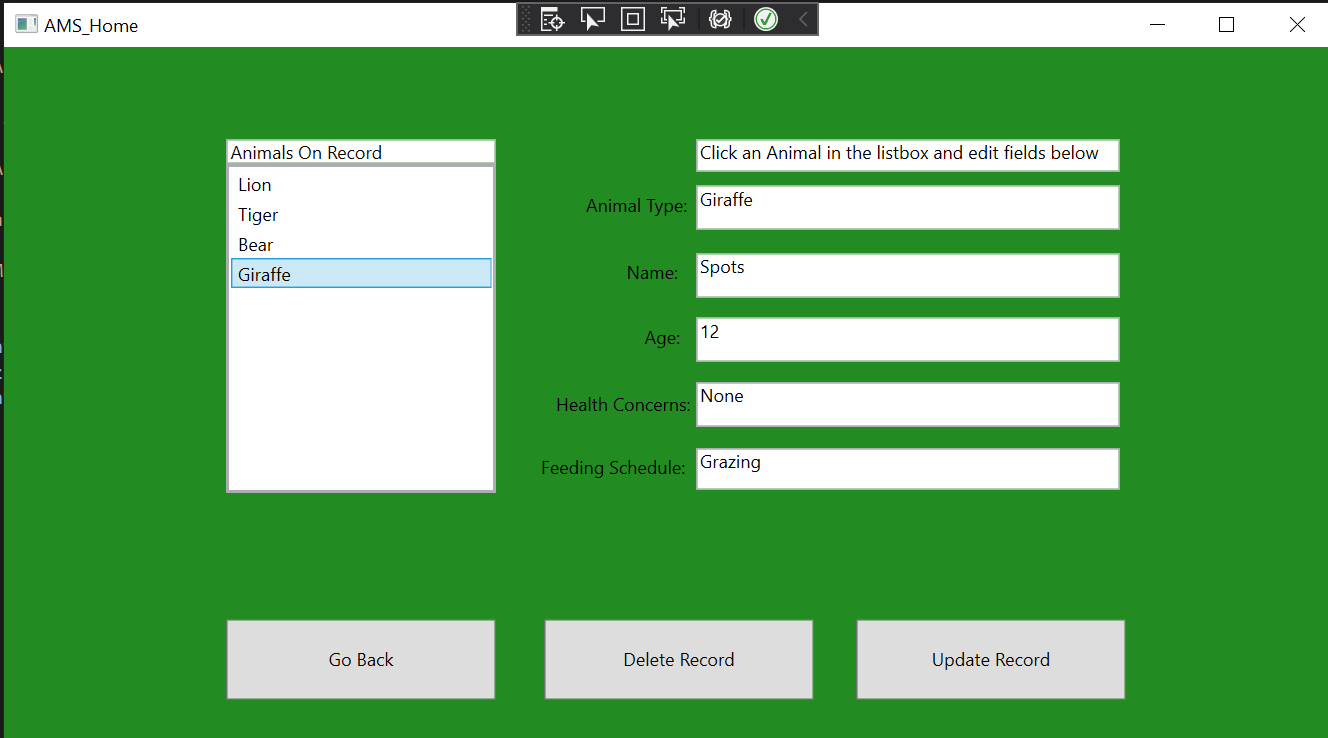 AMS_Home
Animals On Record
Lion
Tiger
Bear
Giraffe
Click an Animal in the listbox and edit fields below
Animal Type: Giraffe
Name: Spots
Age: 12
Health Concerns: None
Feeding Schedule: Grazing
Go Back
Delete Record
Update Record